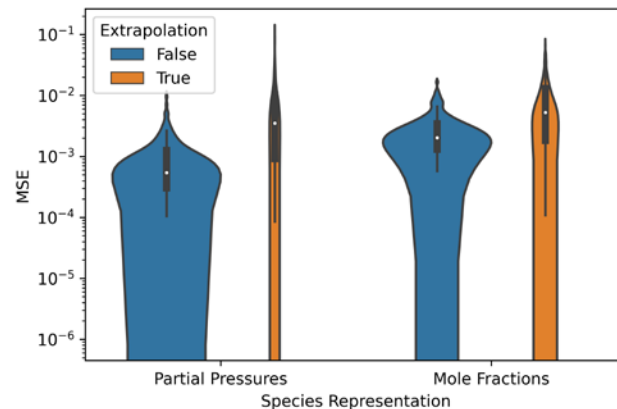 Extrapolation
False
True
10⁻¹
10⁻²
10⁻³
10⁻⁴
10⁻⁵
10⁻⁶
MSE
Partial Pressures
Mole Fractions
Species Representation